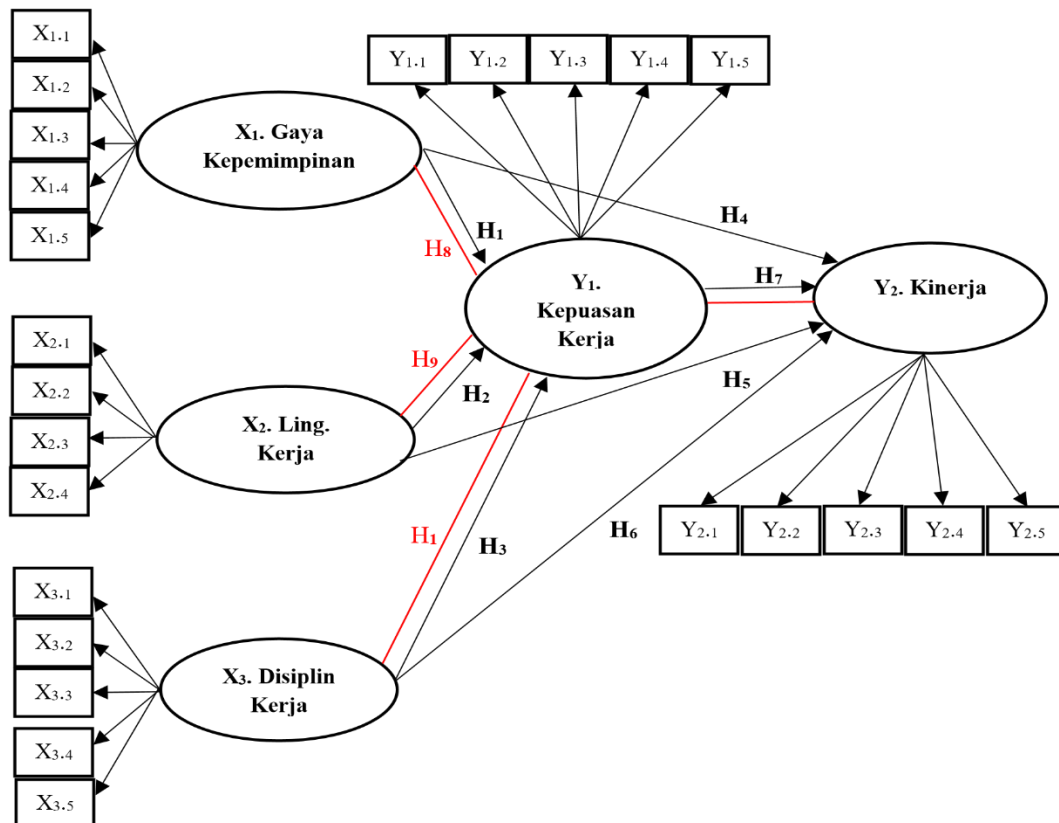 X₁.₁
X₁.₂
X₁.₃
X₁.₄
X₁.₅
X₁. Gaya
Kepemimpinan
Y₁.₁
Y₁.₂
Y₁.₃
Y₁.₄
Y₁.₅
H₁
H₈
H₄
Y₁.
Kepuasan
Kerja
H₇
Y₂. Kinerja
X₂.₁
X₂.₂
X₂.₃
X₂.₄
X₂. Ling.
Kerja
H₉
H₂
H₅
H₁
H₃
H₆
Y₂.₁
Y₂.₂
Y₂.₃
Y₂.₄
Y₂.₅
X₃.₁
X₃.₂
X₃.₃
X₃.₄
X₃.₅
X₃. Disiplin
Kerja